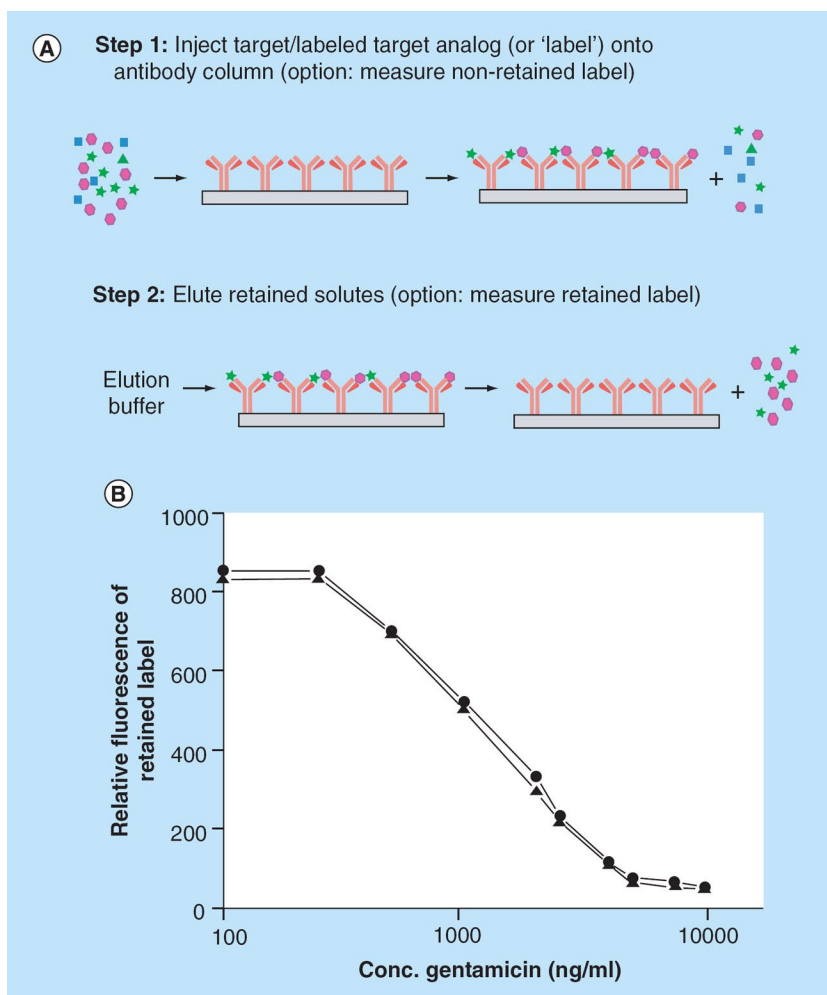 A
Step 1: Inject target/labeled target analog (or ‘label’) onto
antibody column (option: measure non-retained label)
+
Step 2: Elute retained solutes (option: measure retained label)
Elution
buffer
+
B
Relative fluorescence of
retained label
1000
800
600
400
200
0
100
1000
10000
Conc. gentamicin (ng/ml)